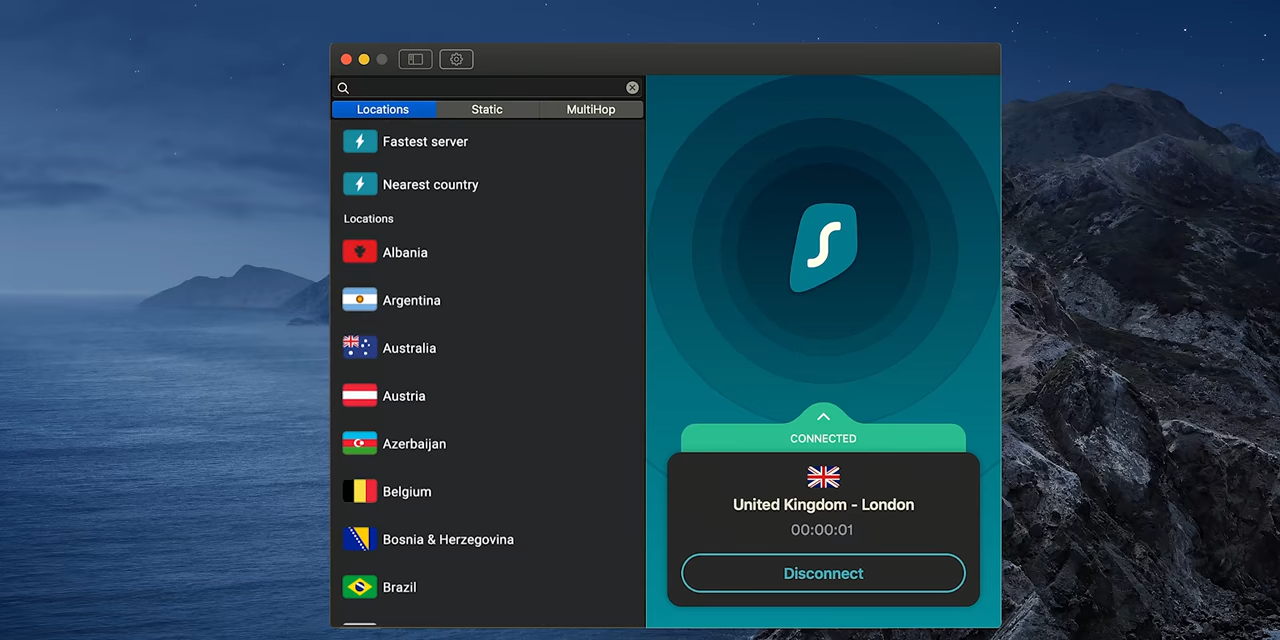 Locations
Static
MultiHop
Fastest server
Nearest country
Locations
Albania
Argentina
Australia
Austria
Azerbaijan
Belgium
Bosnia & Herzegovina
Brazil
CONNECTED
United Kingdom - London
00:00:01
Disconnect